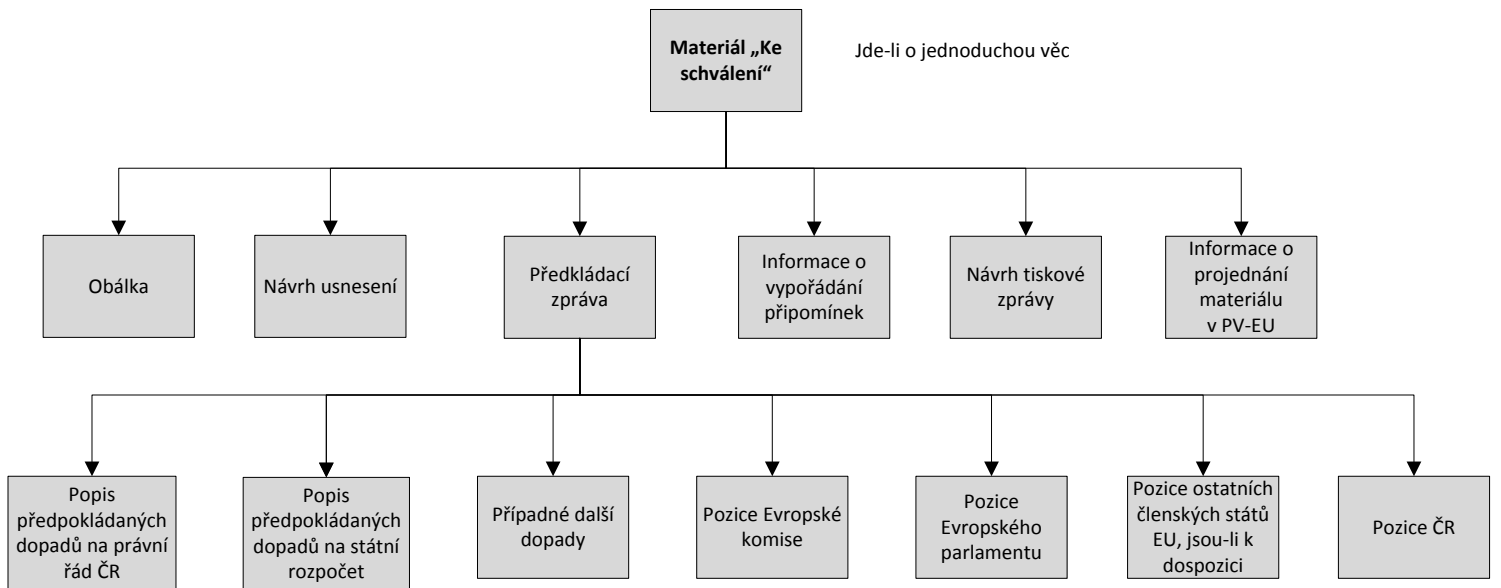 Materiál „Ke
schválení“
Jde-li o jednoduchou věc
Obálka
Návrh usnesení
Předkládací
zpráva
Informace o
vypořádání
připomínek
Návrh tiskové
zprávy
Informace o
projednání
materiálu
v PV-EU
Popis
předpokládaných
dopadů na právní
řád ČR
Popis
předpokládaných
dopadů na státní
rozpočet
Případné další
dopady
Pozice Evropské
komise
Pozice
Evropského
parlamentu
Pozice ostatních
členských států
EU, jsou-li k
dospozici
Pozice ČR